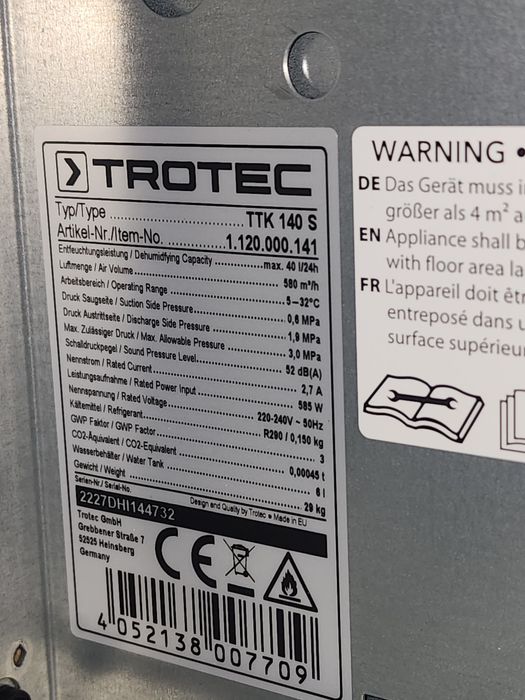 TROTEC
Typ/Type ........ TTK 140 S
Artikel-Nr./Item-No. ........ 1.120.000.141
Entfeuchtungsleistung / Dehumidifying Capacity ........ max. 40 l/24h
Luftmenge / Air Volume ........ 580 m³/h
Arbeitsbereich / Operating Range ........ 5–32°C
Druck Saugseite / Suction Side Pressure ........ 0,6 MPa
Druck Austrittseite / Discharge Side Pressure ........ 1,9 MPa
Max. Zulässiger Druck / Max. Allowable Pressure ........ 3,0 MPa
Schalldruckpegel / Sound Pressure Level ........ 52 dB(A)
Nennstrom / Rated Current ........ 2,7 A
Leistungsaufnahme / Rated Power Input ........ 585 W
Nennspannung / Rated Voltage ........ 220-240V ~ 50Hz
Kältemittel / Refrigerant ........ R290 / 0,150 kg
GWP Faktor / GWP Factor ........ 3
CO2-Äquivalent / CO2-Equivalent ........ 0,00045 t
Wasserbehälter / Water Tank ........ 6 l
Gewicht / Weight ........ 29 kg
Serien-Nr./ Serial-No. Design and Quality by Trotec ● Made in EU
2227DHI144732
Trotec GmbH
Grebbener Straße 7
52525 Heinsberg
Germany
CE
4 052138 007709
WARNING •
DE Das Gerät muss i
größer als 4 m² a
EN Appliance shall b
with floor area la
FR L'appareil doit êt
entreposé dans u
surface supérieur